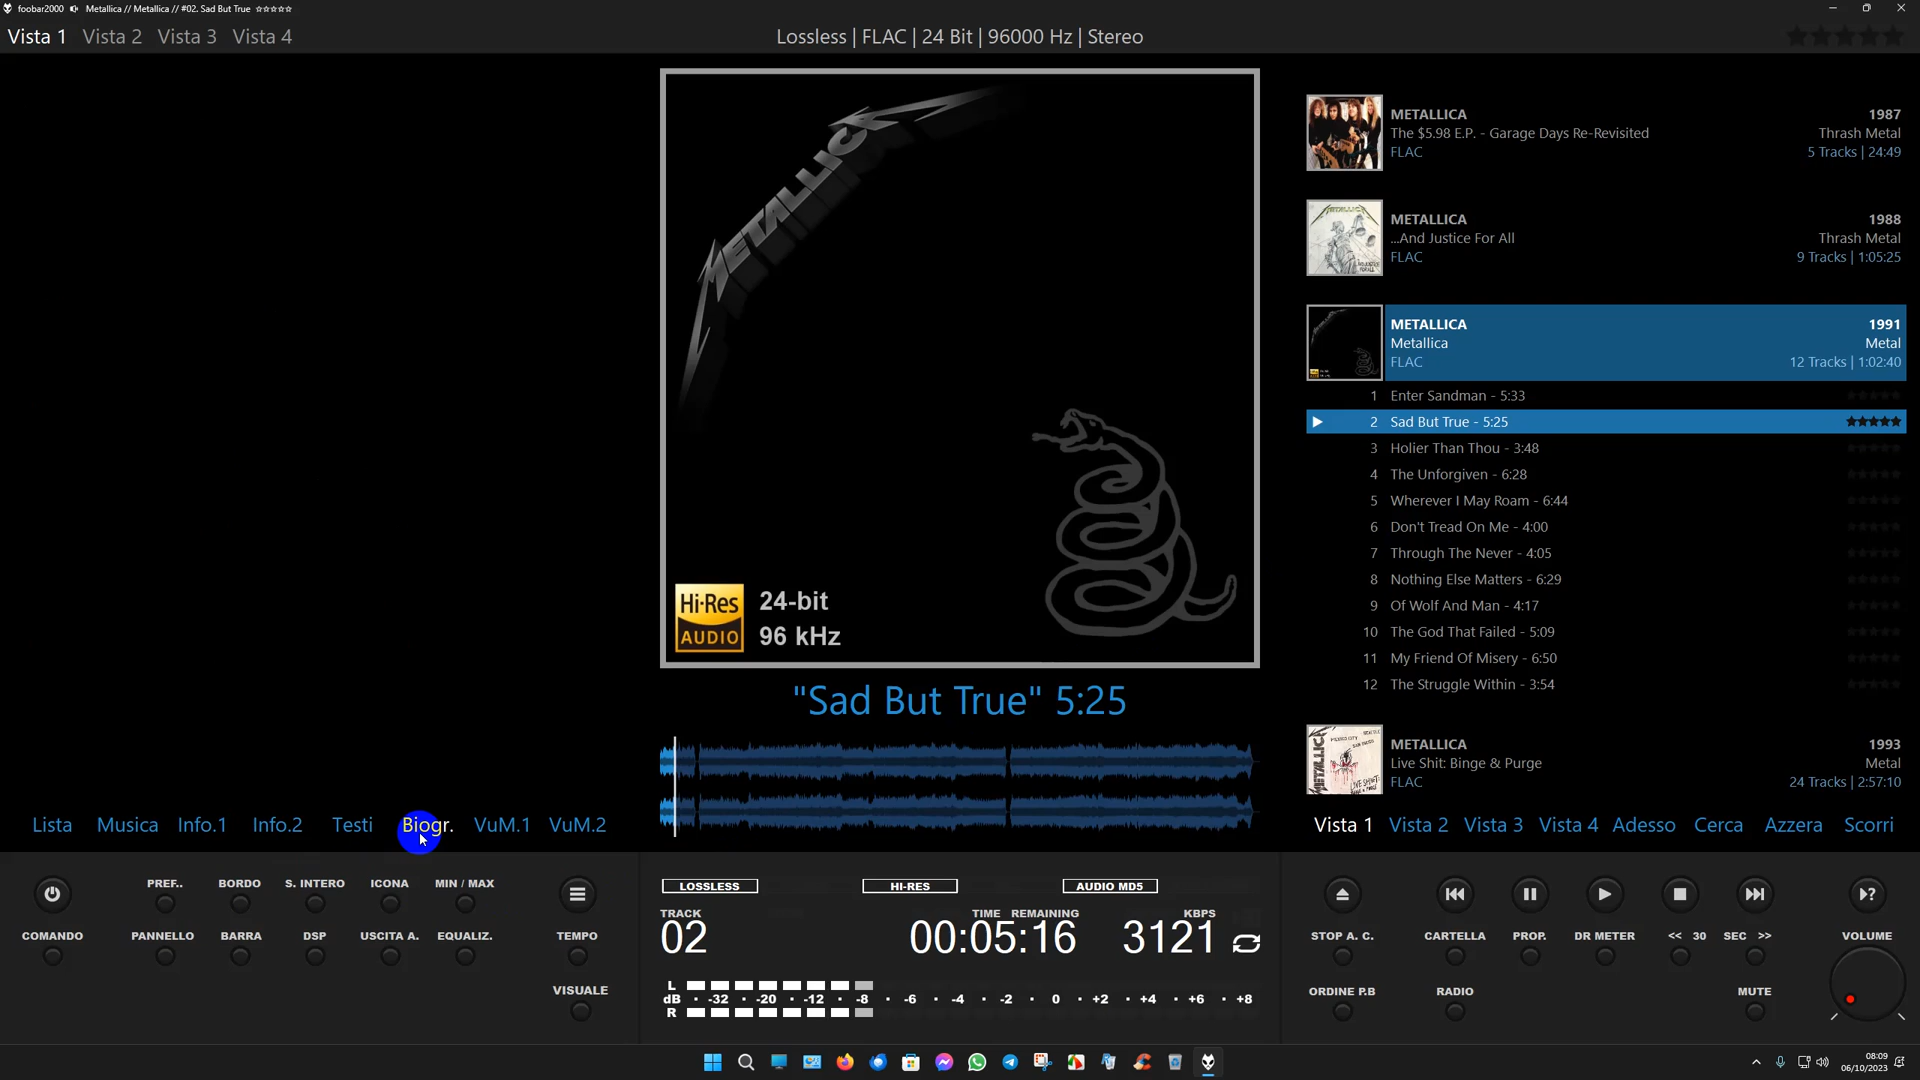 foobar2000 Metallica // Metallica // #02. Sad But True ☆☆☆☆☆
Vista 1 Vista 2 Vista 3 Vista 4
Lossless | FLAC | 24 Bit | 96000 Hz | Stereo
METALLICA
Hi-Res AUDIO
24-bit
96 kHz
"Sad But True" 5:25
METALLICA 1987
The $5.98 E.P. - Garage Days Re-Revisited Thrash Metal
FLAC 5 Tracks | 24:49
METALLICA 1988
...And Justice For All Thrash Metal
FLAC 9 Tracks | 1:05:25
METALLICA 1991
Metallica Metal
FLAC 12 Tracks | 1:02:40
1 Enter Sandman - 5:33
2 Sad But True - 5:25
3 Holier Than Thou - 3:48
4 The Unforgiven - 6:28
5 Wherever I May Roam - 6:44
6 Don't Tread On Me - 4:00
7 Through The Never - 4:05
8 Nothing Else Matters - 6:29
9 Of Wolf And Man - 4:17
10 The God That Failed - 5:09
11 My Friend Of Misery - 6:50
12 The Struggle Within - 3:54
METALLICA 1993
Live Shit: Binge & Purge Metal
FLAC 24 Tracks | 2:57:10
Lista Musica Info.1 Info.2 Testi Biogr. VuM.1 VuM.2
Vista 1 Vista 2 Vista 3 Vista 4 Adesso Cerca Azzera Scorri
PREF.. BORDO S. INTERO ICONA MIN / MAX
COMANDO PANNELLO BARRA DSP USCITA A. EQUALIZ. TEMPO
VISUALE
LOSSLESS HI-RES AUDIO MD5
TRACK TIME REMAINING KBPS
02 00:05:16 3121
L
dB -32 -20 -12 -8 -6 -4 -2 0 +2 +4 +6 +8
R
STOP A. C. CARTELLA PROP. DR METER << 30 SEC >> VOLUME
ORDINE P.B RADIO MUTE
08:09
06/10/2023